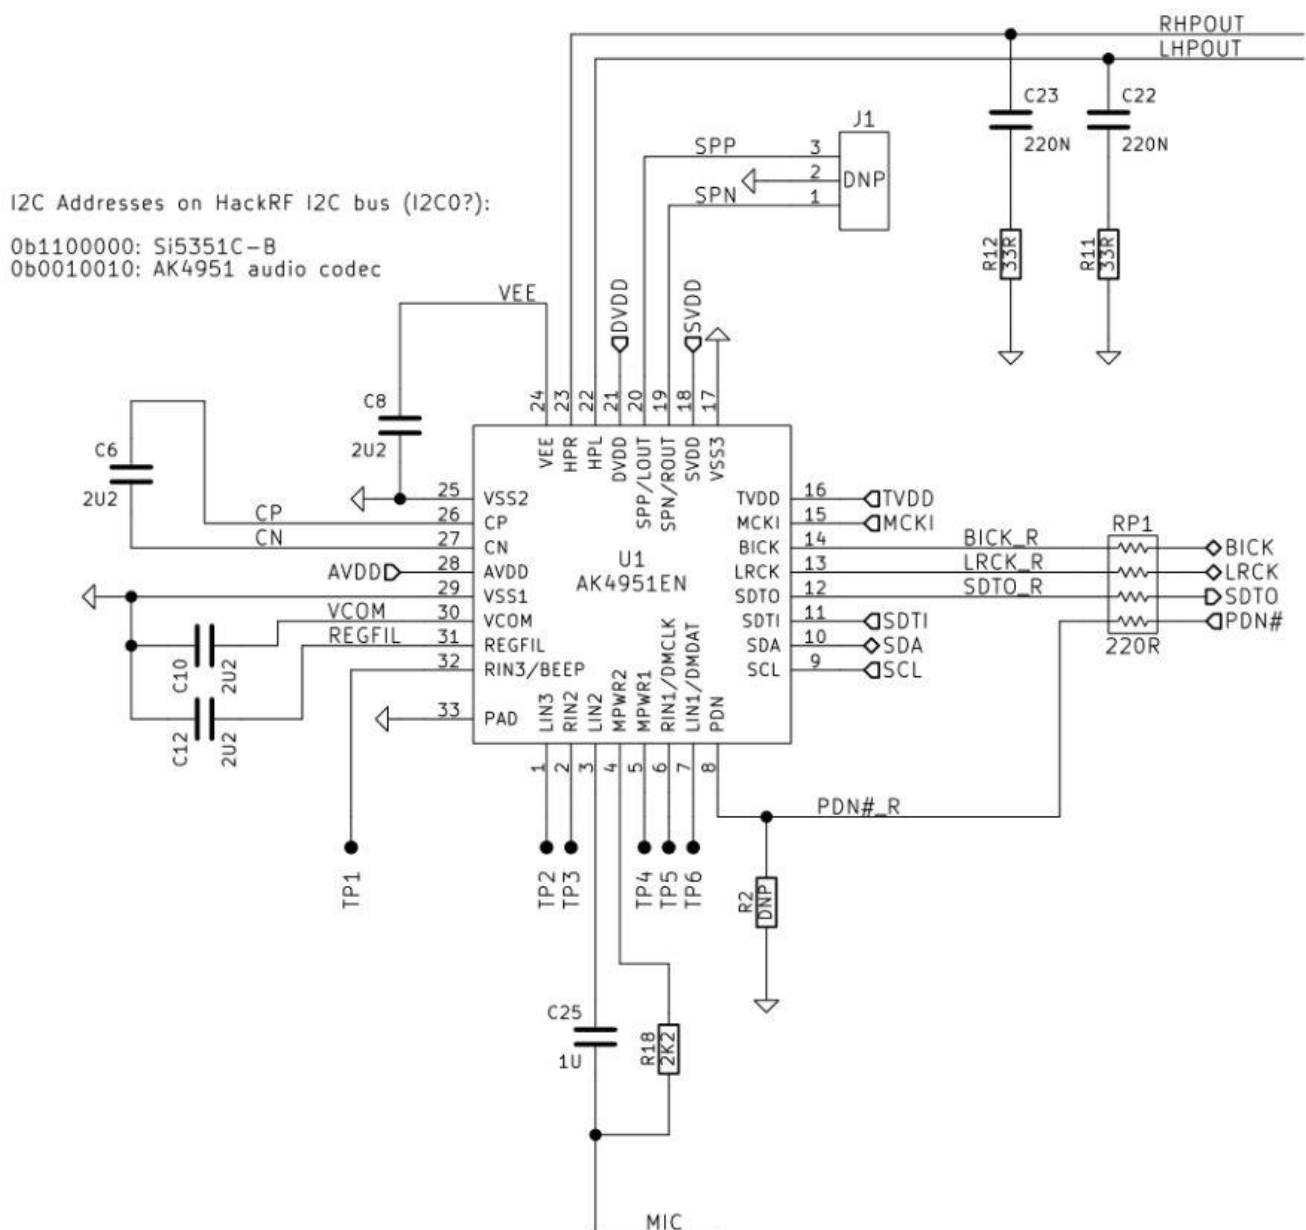 RHPOUT
LHPOUT
C23
220N
C22
220N
J1
SPP
3
2
DNP
SPN
1
I2C Addresses on HackRF I2C bus (I2C0?):
0b1100000: Si5351C-B
0b0010010: AK4951 audio codec
R12
33R
R11
33R
VEE
DVDD
SVDD
C8
2U2
24
23
22
21
20
19
18
17
VEE
HPR
HPL
DVDD
SPP/LOUT
SPN/ROUT
SVDD
VSS3
C6
2U2
CP
CN
AVDD
VCOM
REGFIL
25
26
27
28
29
30
31
32
33
VSS2
CP
CN
AVDD
VSS1
VCOM
REGFIL
RIN3/BEEP
PAD
U1
AK4951EN
TVDD
MCKI
BICK
LRCK
SDTO
SDTI
SDA
SCL
16
15
14
13
12
11
10
9
TVDD
MCKI
BICK_R
LRCK_R
SDTO_R
SDTI
SDA
SCL
RP1
220R
BICK
LRCK
SDTO
PDN#
C10
2U2
C12
2U2
LIN3
RIN2
LIN2
MPWR2
MPWR1
RIN1/DMCLK
LIN1/DMDAT
PDN
1
2
3
4
5
6
7
8
PDN#_R
TP1
TP2
TP3
TP4
TP5
TP6
R2
DNP
C25
1U
R18
2K2
MIC